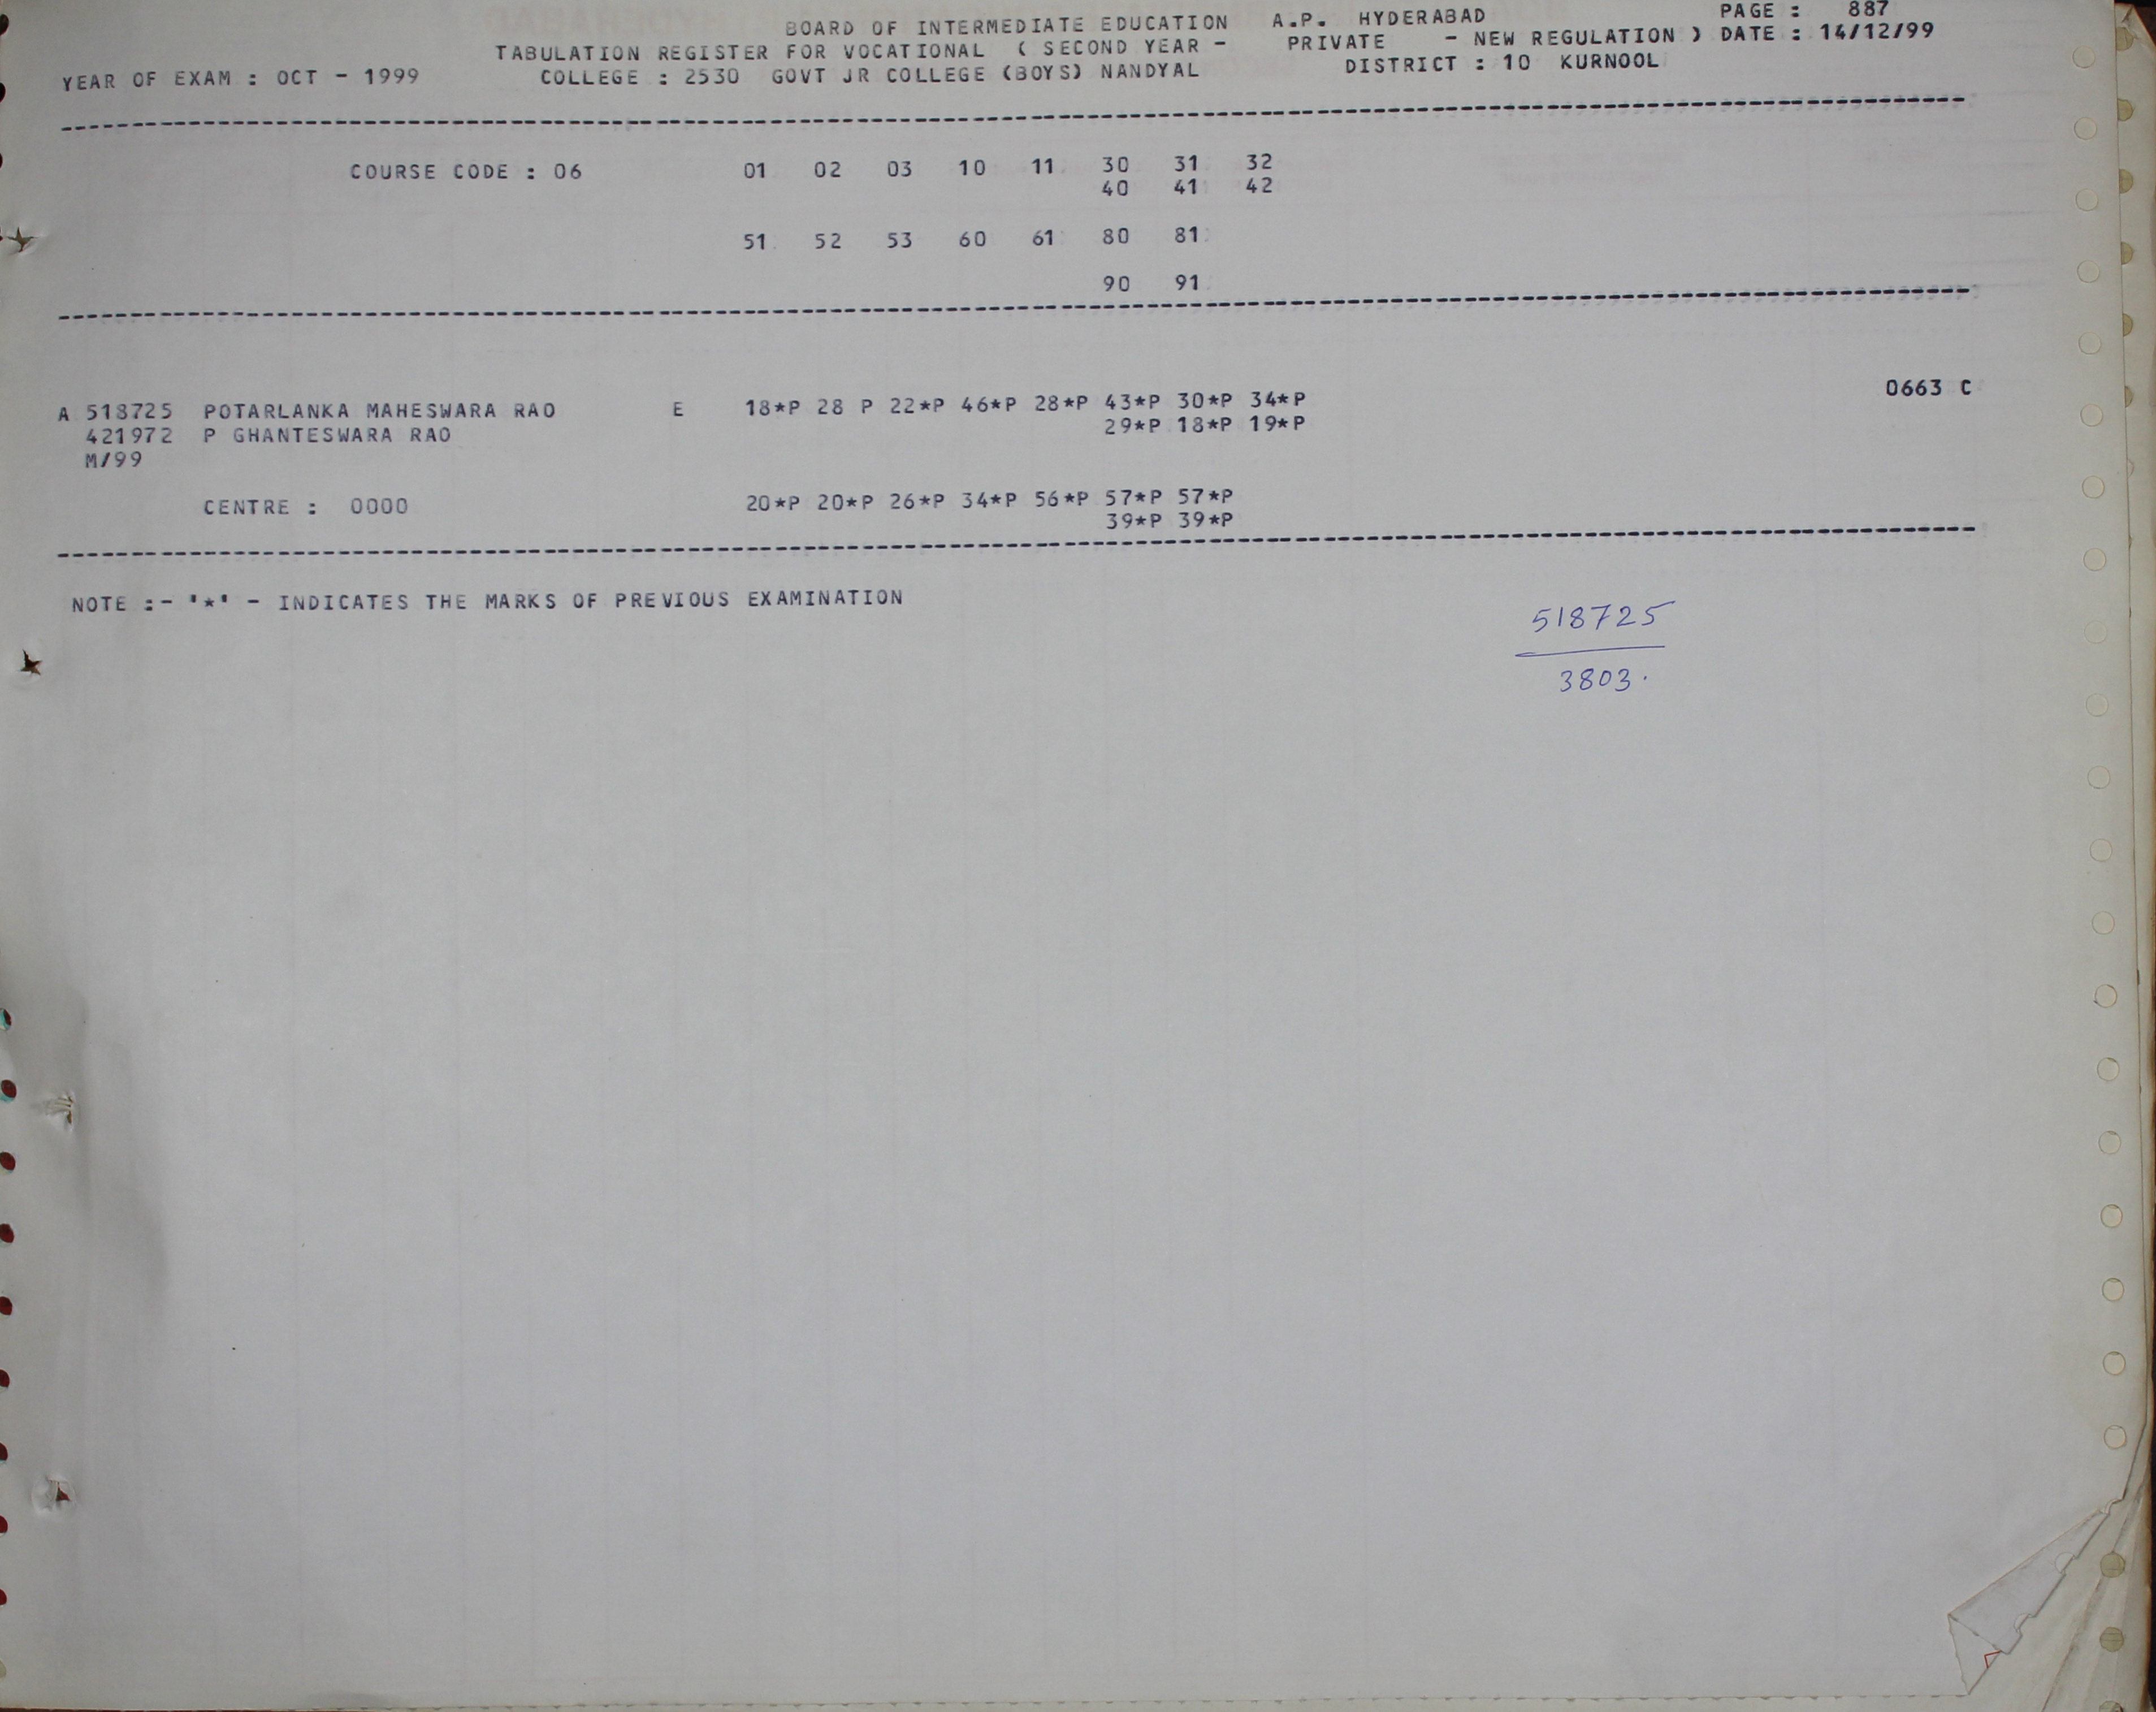 BOARD OF INTERMEDIATE EDUCATION A.P. HYDERABAD PAGE : 887
TABULATION REGISTER FOR VOCATIONAL ( SECOND YEAR - PRIVATE - NEW REGULATION ) DATE : 14/12/99
YEAR OF EXAM : OCT - 1999 COLLEGE : 2530 GOVT JR COLLEGE (BOYS) NANDYAL DISTRICT : 10 KURNOOL
COURSE CODE : 06 01 02 03 10 11 30 31 32
40 41 42
51 52 53 60 61 80 81
90 91
0663 C
A 518725 POTARLANKA MAHESWARA RAO E 18*P 28 P 22*P 46*P 28*P 43*P 30*P 34*P
421972 P GHANTESWARA RAO 29*P 18*P 19*P
M/99
CENTRE : 0000 20*P 20*P 26*P 34*P 56*P 57*P 57*P
39*P 39*P
NOTE :- '*' - INDICATES THE MARKS OF PREVIOUS EXAMINATION
518725
3803.